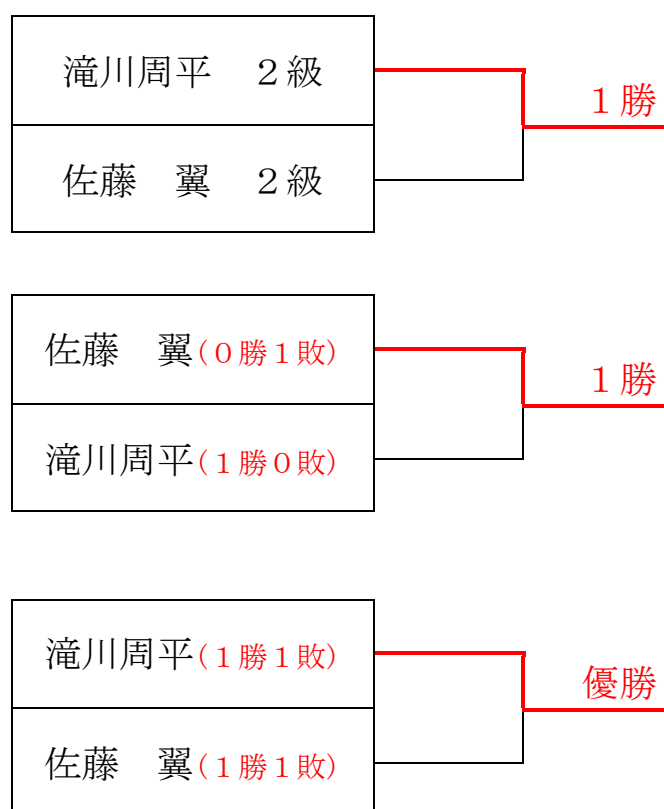 滝川周平　２級
１勝
佐藤　翼　２級
佐藤　翼(０勝１敗)
１勝
滝川周平(１勝０敗)
滝川周平(１勝１敗)
優勝
佐藤　翼(１勝１敗)